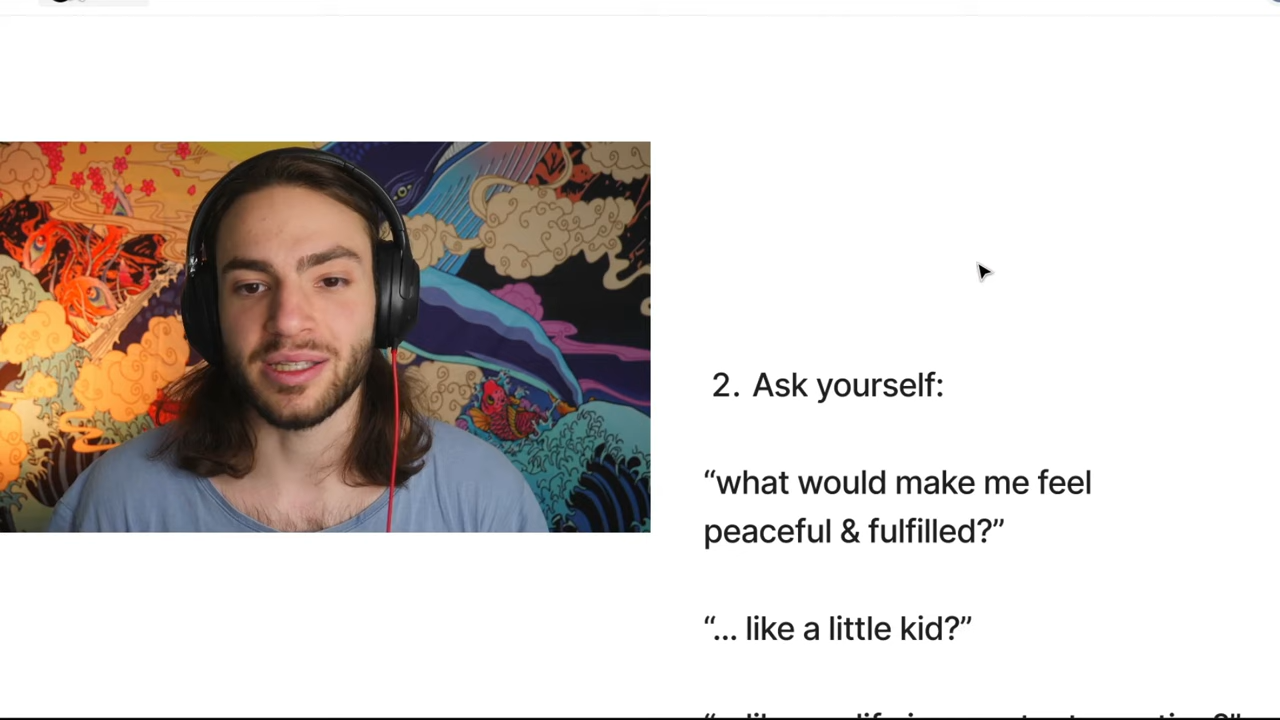 2. Ask yourself:
“what would make me feel
peaceful & fulfilled?”
“... like a little kid?”